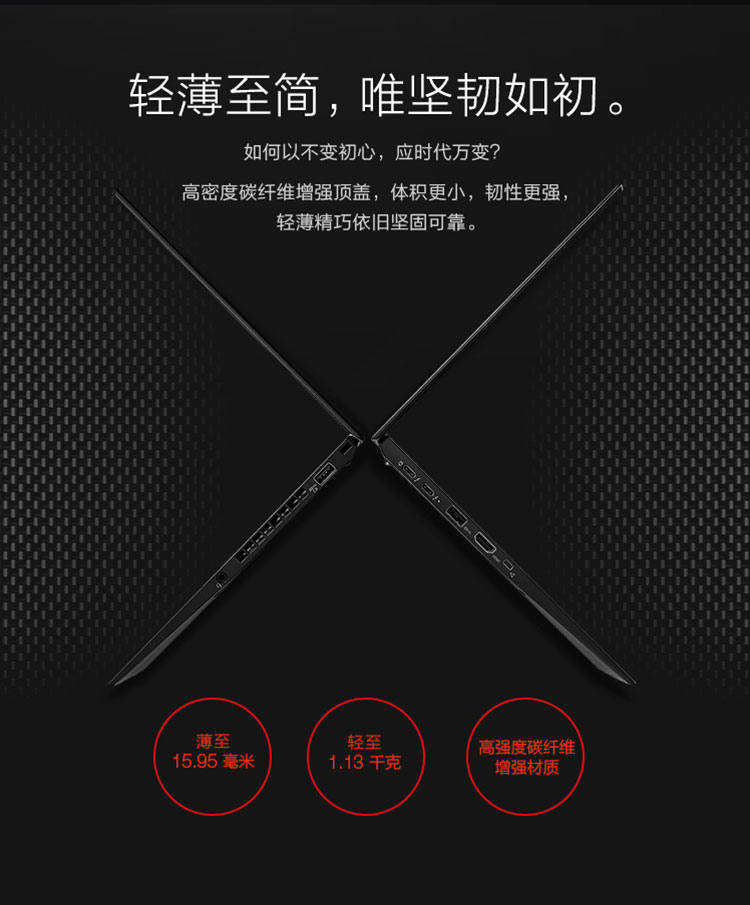 轻薄至简，唯坚韧如初。
如何以不变初心，应时代万变？
高密度碳纤维增强顶盖，体积更小，韧性更强，
轻薄精巧依旧坚固可靠。
薄至
15.95 毫米
轻至
1.13 千克
高强度碳纤维
增强材质